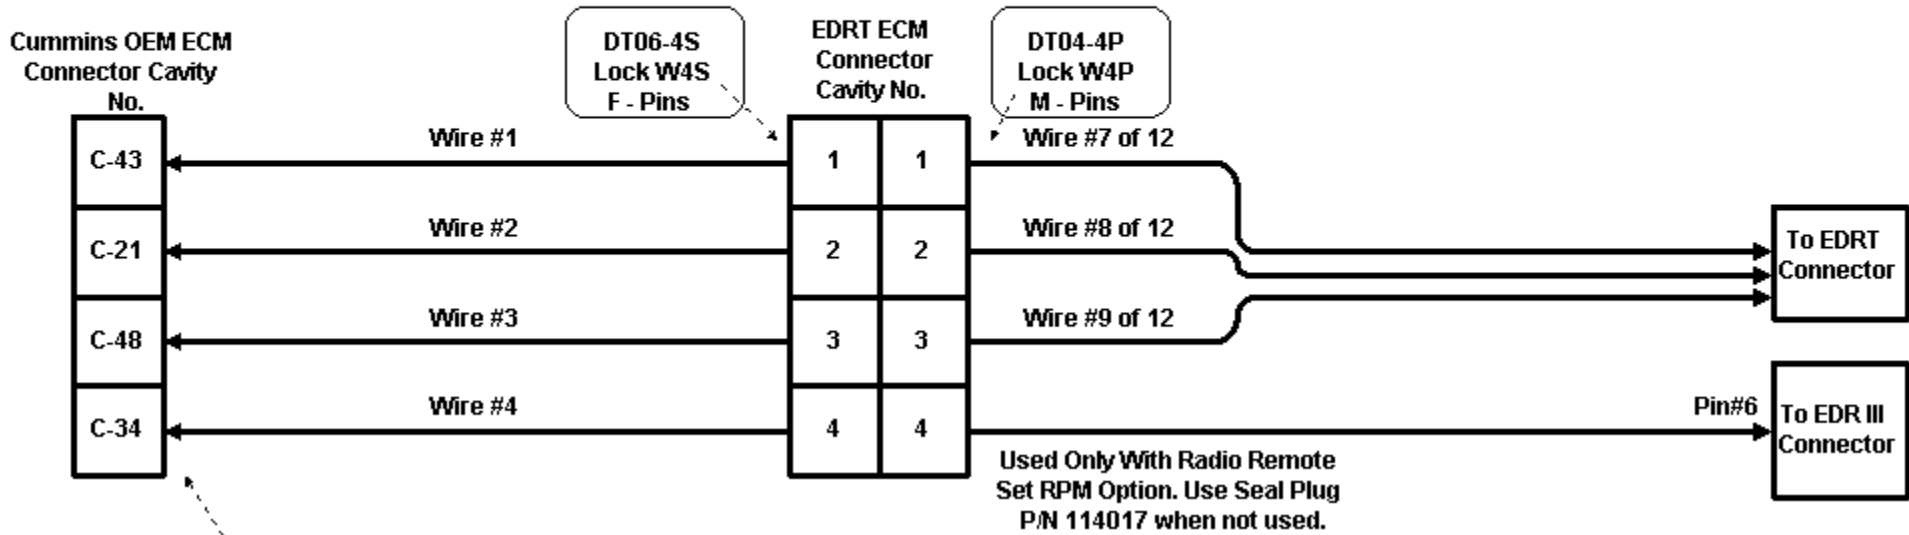 Cummins OEM ECM
Connector Cavity
No.
DT06-4S
Lock W4S
F - Pins
EDRT ECM
Connector
Cavity No.
DT04-4P
Lock W4P
M - Pins
C-43
Wire #1
1
1
Wire #7 of 12
C-21
Wire #2
2
2
Wire #8 of 12
To EDRT
Connector
C-48
Wire #3
3
3
Wire #9 of 12
C-34
Wire #4
4
4
Pin#6
To EDR III
Connector
Used Only With Radio Remote
Set RPM Option. Use Seal Plug
P/N 114017 when not used.